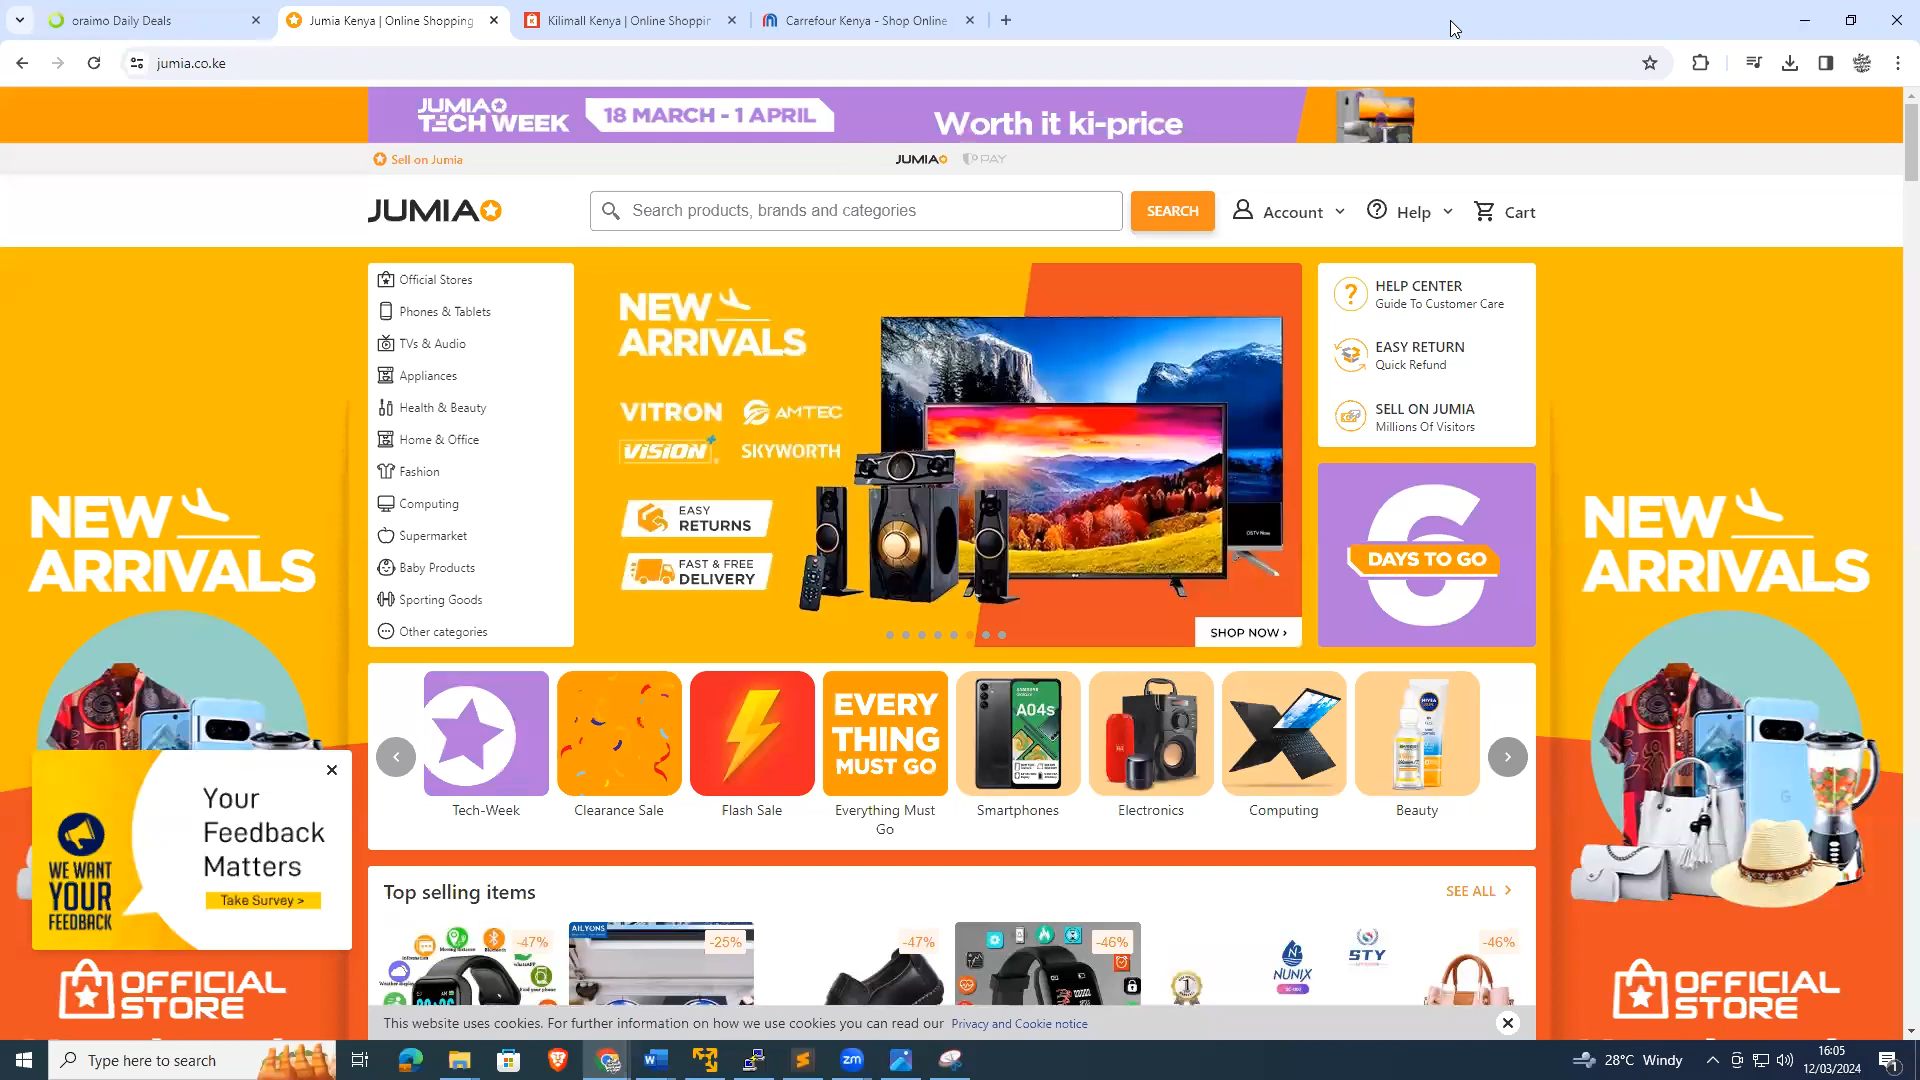 oraimo Daily Deals
Jumia Kenya | Online Shopping
Kilimall Kenya | Online Shoppin
Carrefour Kenya - Shop Online
jumia.co.ke
JUMIA TECH WEEK
18 MARCH - 1 APRIL
Worth it ki-price
Sell on Jumia
JUMIA
PAY
JUMIA
Search products, brands and categories
SEARCH
Account
Help
Cart
Official Stores
Phones & Tablets
TVs & Audio
Appliances
Health & Beauty
Home & Office
Fashion
Computing
Supermarket
Baby Products
Sporting Goods
Other categories
NEW
ARRIVALS
VITRON
AMTEC
VISION+
SKYWORTH
EASY
RETURNS
FAST & FREE
DELIVERY
SHOP NOW ›
HELP CENTER
Guide To Customer Care
EASY RETURN
Quick Refund
SELL ON JUMIA
Millions Of Visitors
6
DAYS TO GO
NEW
ARRIVALS
NEW
ARRIVALS
EVERY
THING
MUST GO
SAMSUNG
A04s
NIVEA
Tech-Week
Clearance Sale
Flash Sale
Everything Must
Go
Smartphones
Electronics
Computing
Beauty
Your
Feedback
Matters
Take Survey >
WE WANT
YOUR
FEEDBACK
OFFICIAL
STORE
OFFICIAL
STORE
Top selling items
SEE ALL
-47%
AILYONS
-25%
-47%
-46%
NUNIX
STY
-46%
This website uses cookies. For further information on how we use cookies you can read our Privacy and Cookie notice
Type here to search
28°C Windy
16:05
12/03/2024